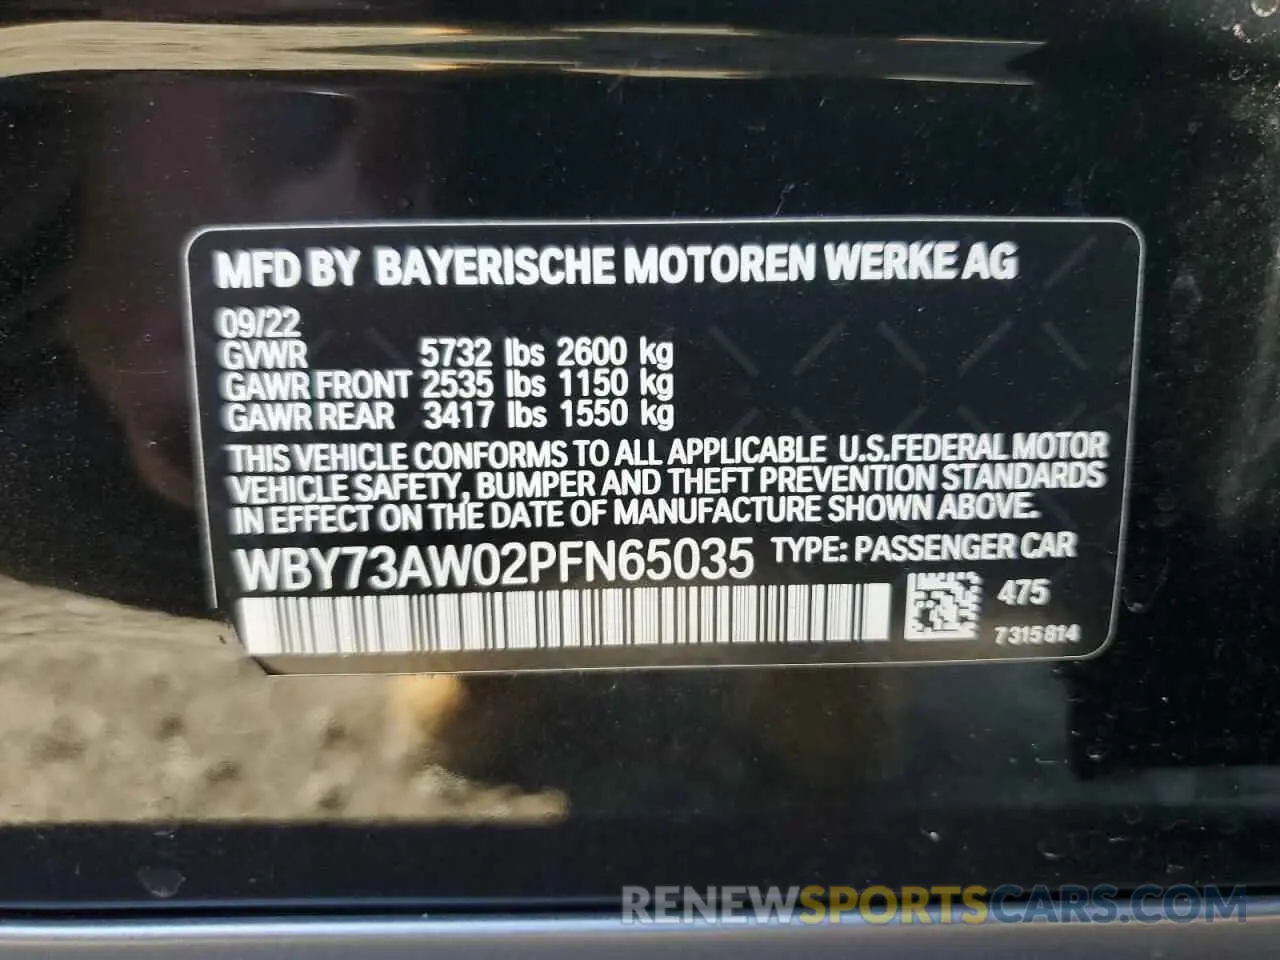 MFD BY BAYERISCHE MOTOREN WERKE AG
09/22
GVWR 5732 lbs 2600 kg
GAWR FRONT 2535 lbs 1150 kg
GAWR REAR 3417 lbs 1550 kg
THIS VEHICLE CONFORMS TO ALL APPLICABLE U.S.FEDERAL MOTOR
VEHICLE SAFETY, BUMPER AND THEFT PREVENTION STANDARDS
IN EFFECT ON THE DATE OF MANUFACTURE SHOWN ABOVE.
WBY73AW02PFN65035 TYPE: PASSENGER CAR
475
7315814
RENEWSPORTSCARS.COM